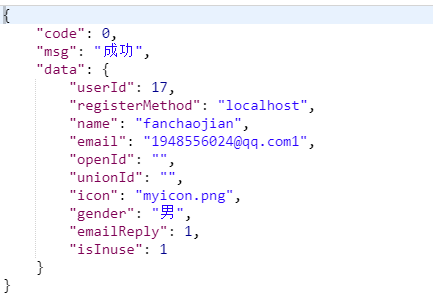 {
    "code": 0,
    "msg": "成功",
    "data": {
        "userId": 17,
        "registerMethod": "localhost",
        "name": "fanchaojian",
        "email": "1948556024@qq.com1",
        "openId": "",
        "unionId": "",
        "icon": "myicon.png",
        "gender": "男",
        "emailReply": 1,
        "isInuse": 1
    }
}